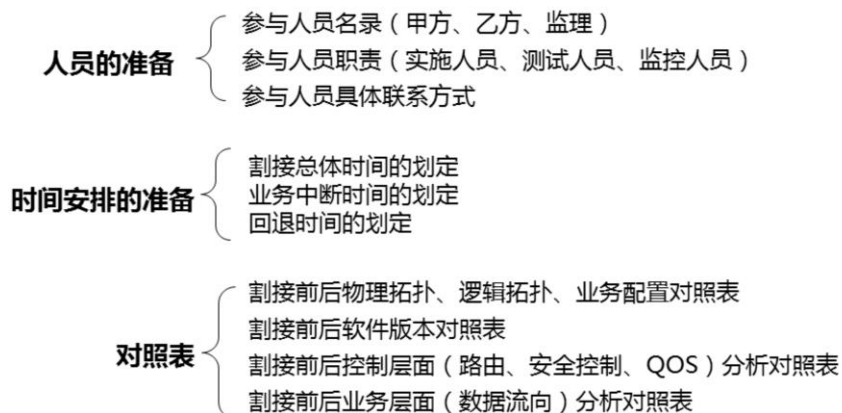 参与人员名录（甲方、乙方、监理）
人员的准备
参与人员职责（实施人员、测试人员、监控人员）
参与人员具体联系方式
割接总体时间的划定
时间安排的准备
业务中断时间的划定
回退时间的划定
割接前后物理拓扑、逻辑拓扑、业务配置对照表
割接前后软件版本对照表
对照表
割接前后控制层面（路由、安全控制、QOS）分析对照表
割接前后业务层面（数据流向）分析对照表